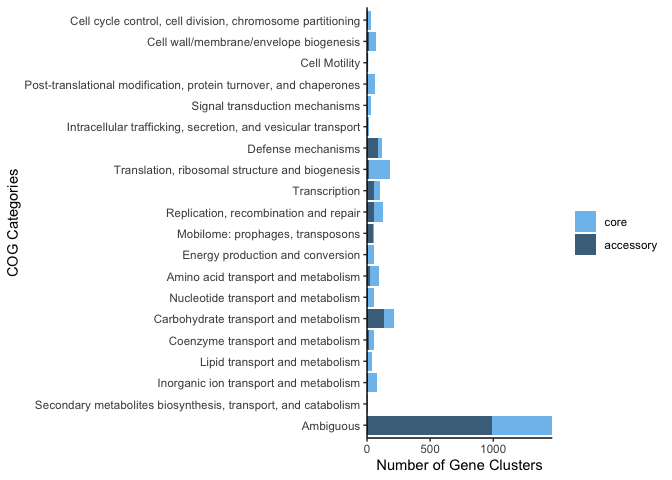 COG Categories
Cell cycle control, cell division, chromosome partitioning
Cell wall/membrane/envelope biogenesis
Cell Motility
Post-translational modification, protein turnover, and chaperones
Signal transduction mechanisms
Intracellular trafficking, secretion, and vesicular transport
Defense mechanisms
Translation, ribosomal structure and biogenesis
Transcription
Replication, recombination and repair
Mobilome: prophages, transposons
Energy production and conversion
Amino acid transport and metabolism
Nucleotide transport and metabolism
Carbohydrate transport and metabolism
Coenzyme transport and metabolism
Lipid transport and metabolism
Inorganic ion transport and metabolism
Secondary metabolites biosynthesis, transport, and catabolism
Ambiguous
0 500 1000
Number of Gene Clusters
core
accessory